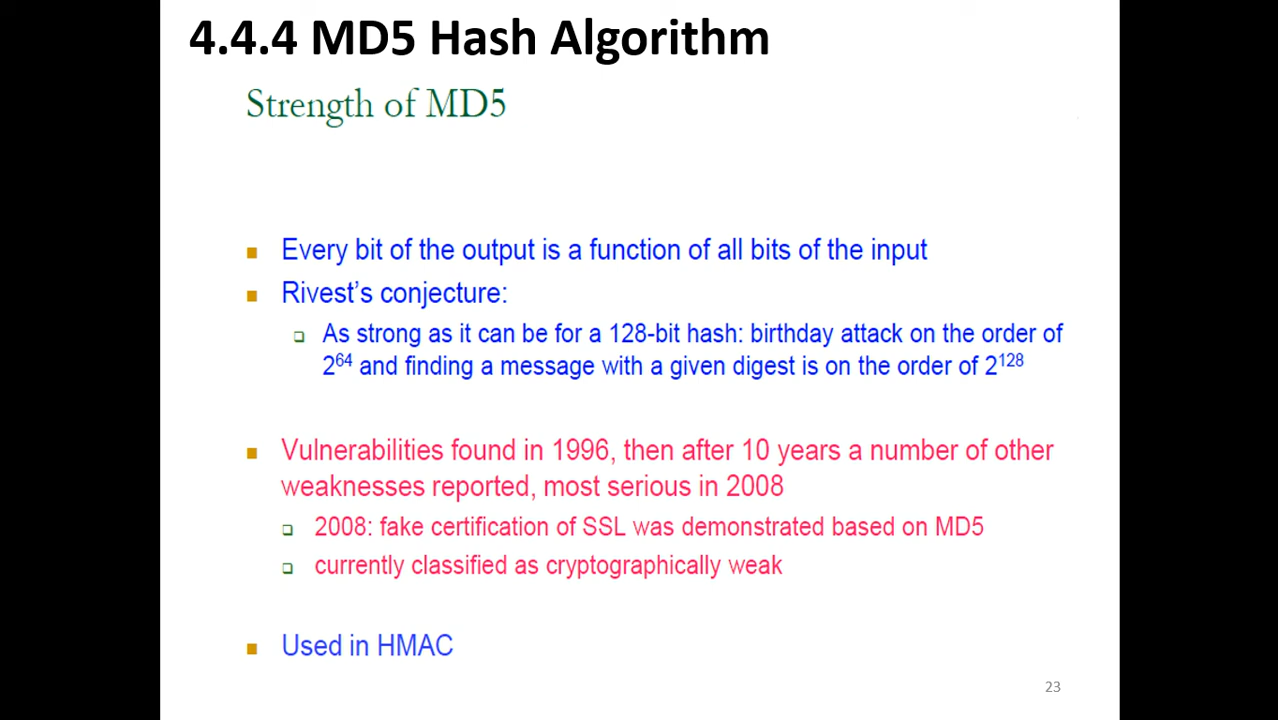 4.4.4 MD5 Hash Algorithm
Strength of MD5
Every bit of the output is a function of all bits of the input
Rivest's conjecture:
As strong as it can be for a 128-bit hash: birthday attack on the order of
2^64 and finding a message with a given digest is on the order of 2^128
Vulnerabilities found in 1996, then after 10 years a number of other
weaknesses reported, most serious in 2008
2008: fake certification of SSL was demonstrated based on MD5
currently classified as cryptographically weak
Used in HMAC
23